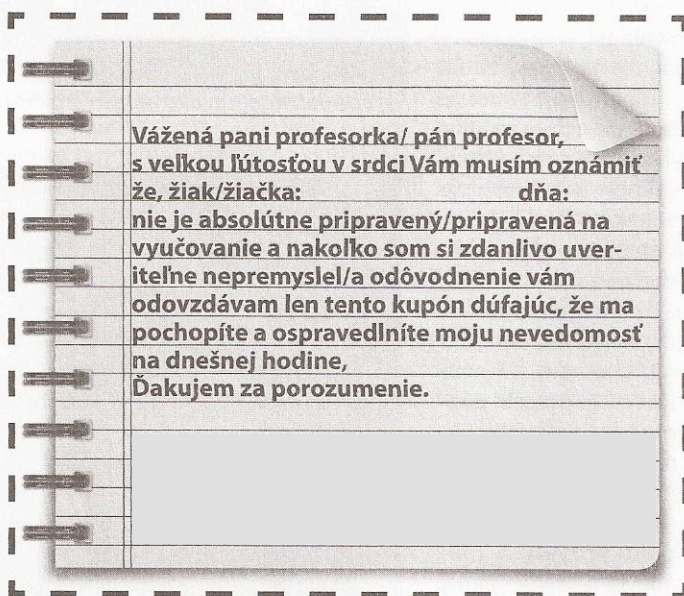 Vážená pani profesorka/ pán profesor,
s veľkou ľútosťou v srdci Vám musím oznámiť
že, žiak/žiačka: dňa:
nie je absolútne pripravený/pripravená na
vyučovanie a nakoľko som si zdanlivo uver-
iteľne nepremyslel/a odôvodnenie vám
odovzdávam len tento kupón dúfajúc, že ma
pochopíte a ospravedlníte moju nevedomosť
na dnešnej hodine,
Ďakujem za porozumenie.